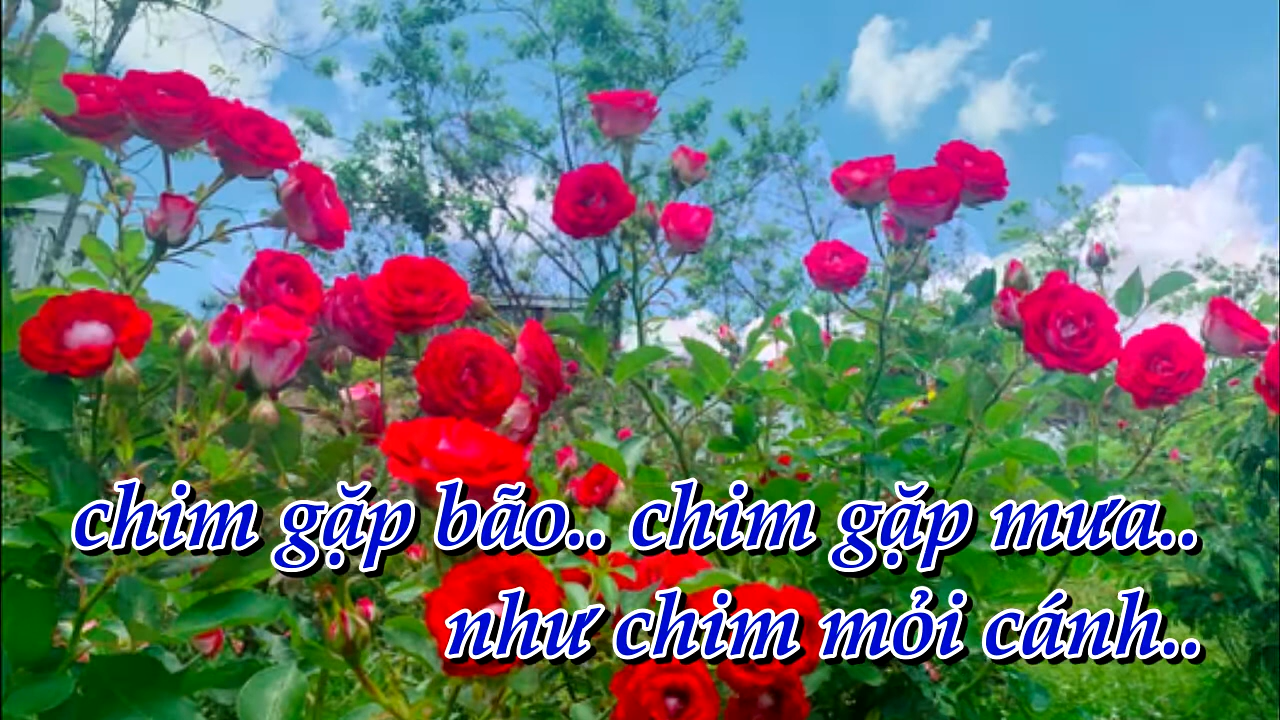 chim gặp bão.. chim gặp mưa..
như chim mỏi cánh..